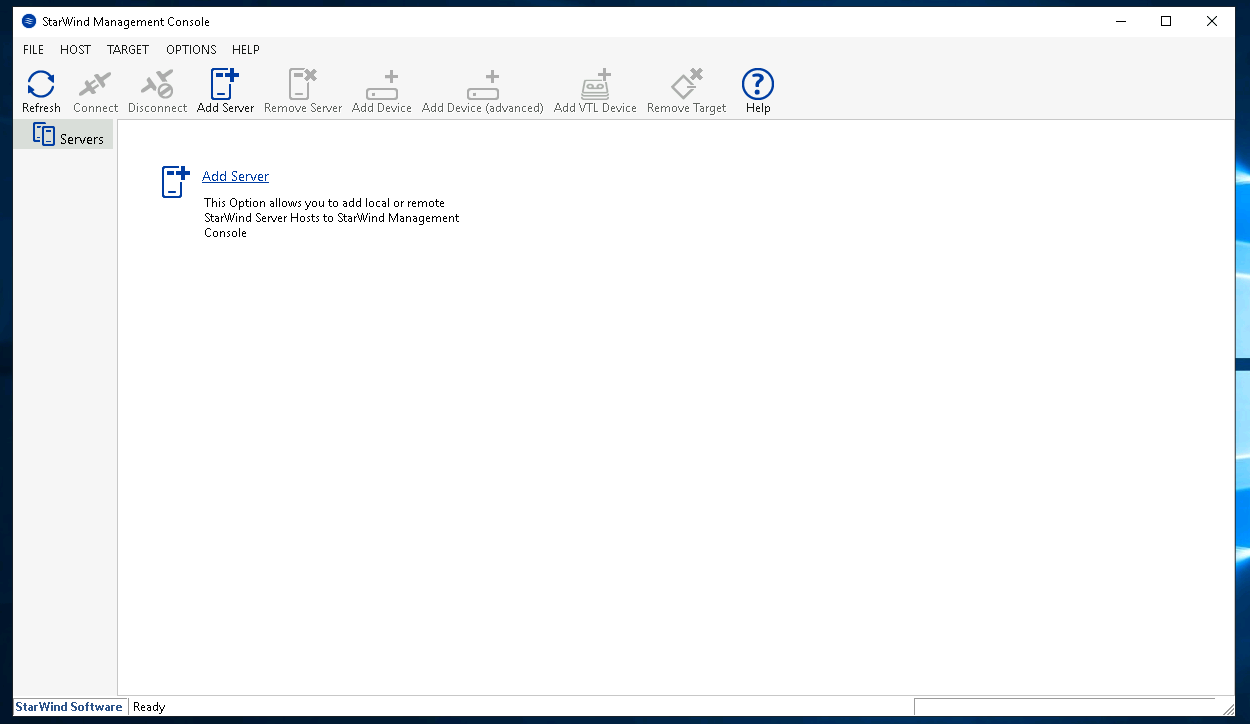 StarWind Management Console
FILE HOST TARGET OPTIONS HELP
Refresh Connect Disconnect Add Server Remove Server Add Device Add Device (advanced) Add VTL Device Remove Target Help
Servers
Add Server
This Option allows you to add local or remote
StarWind Server Hosts to StarWind Management
Console
StarWind Software Ready